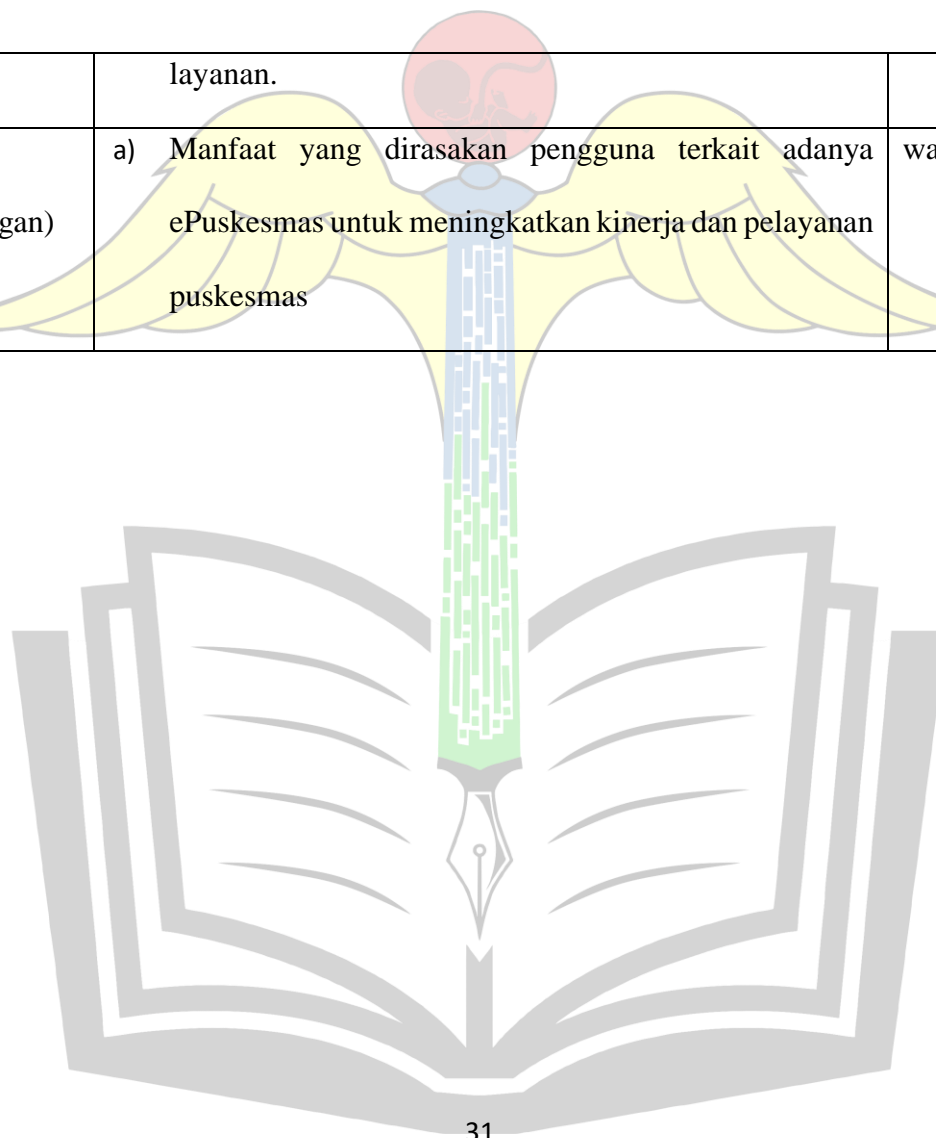 layanan.
a) Manfaat yang dirasakan pengguna terkait adanya wa
gan) ePuskesmas untuk meningkatkan kinerja dan pelayanan
puskesmas
31